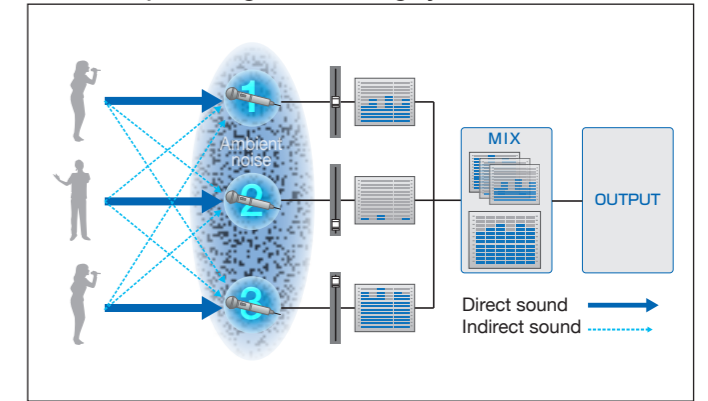 1
Ambient
noise
2
3
MIX
OUTPUT
Direct sound
Indirect sound